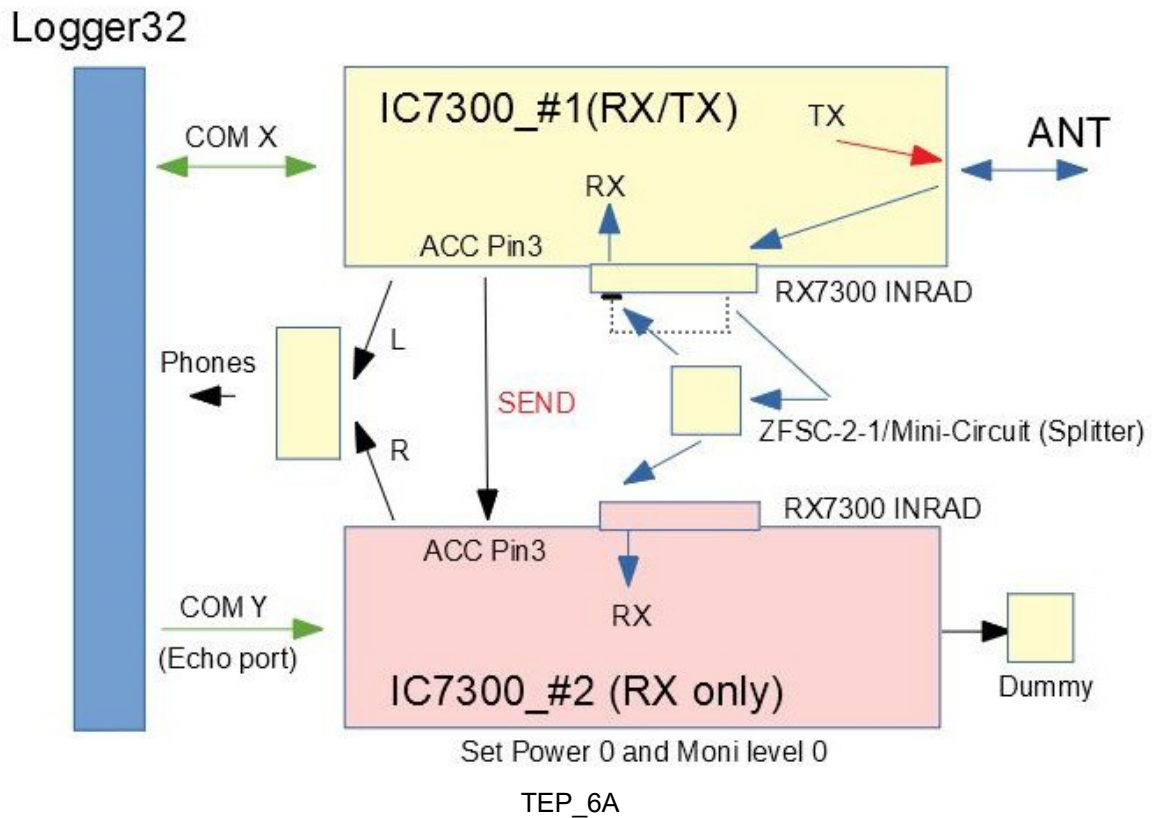 Logger32
IC7300_#1(RX/TX)
TX
COM X
ANT
RX
ACC Pin3
RX7300 INRAD
L
Phones
SEND
ZFSC-2-1/Mini-Circuit (Splitter)
R
RX7300 INRAD
ACC Pin3
COM Y
(Echo port)
RX
IC7300_#2 (RX only)
Dummy
Set Power 0 and Moni level 0
TEP_6A